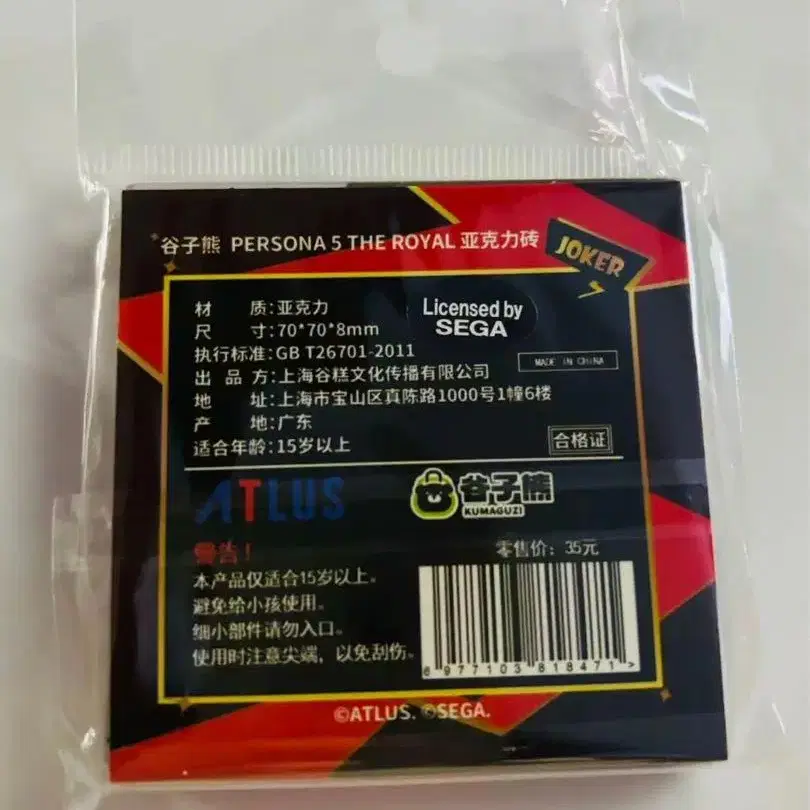 谷子熊 PERSONA 5 THE ROYAL 亚克力砖
JOKER
材 质:亚克力
尺 寸:70*70*8mm
执行标准:GB T26701-2011
出 品 方:上海谷糕文化传播有限公司
地 址:上海市宝山区真陈路1000号1幢6楼
产 地:广东
适合年龄:15岁以上
Licensed by
SEGA
MADE IN CHINA
合格证
ATLUS
谷子熊
KUMAGUZI
警告！
本产品仅适合15岁以上。
避免给小孩使用。
细小部件请勿入口。
使用时注意尖端，以免刮伤。
零售价：35元
6 977103 818471 >
©ATLUS. ©SEGA.